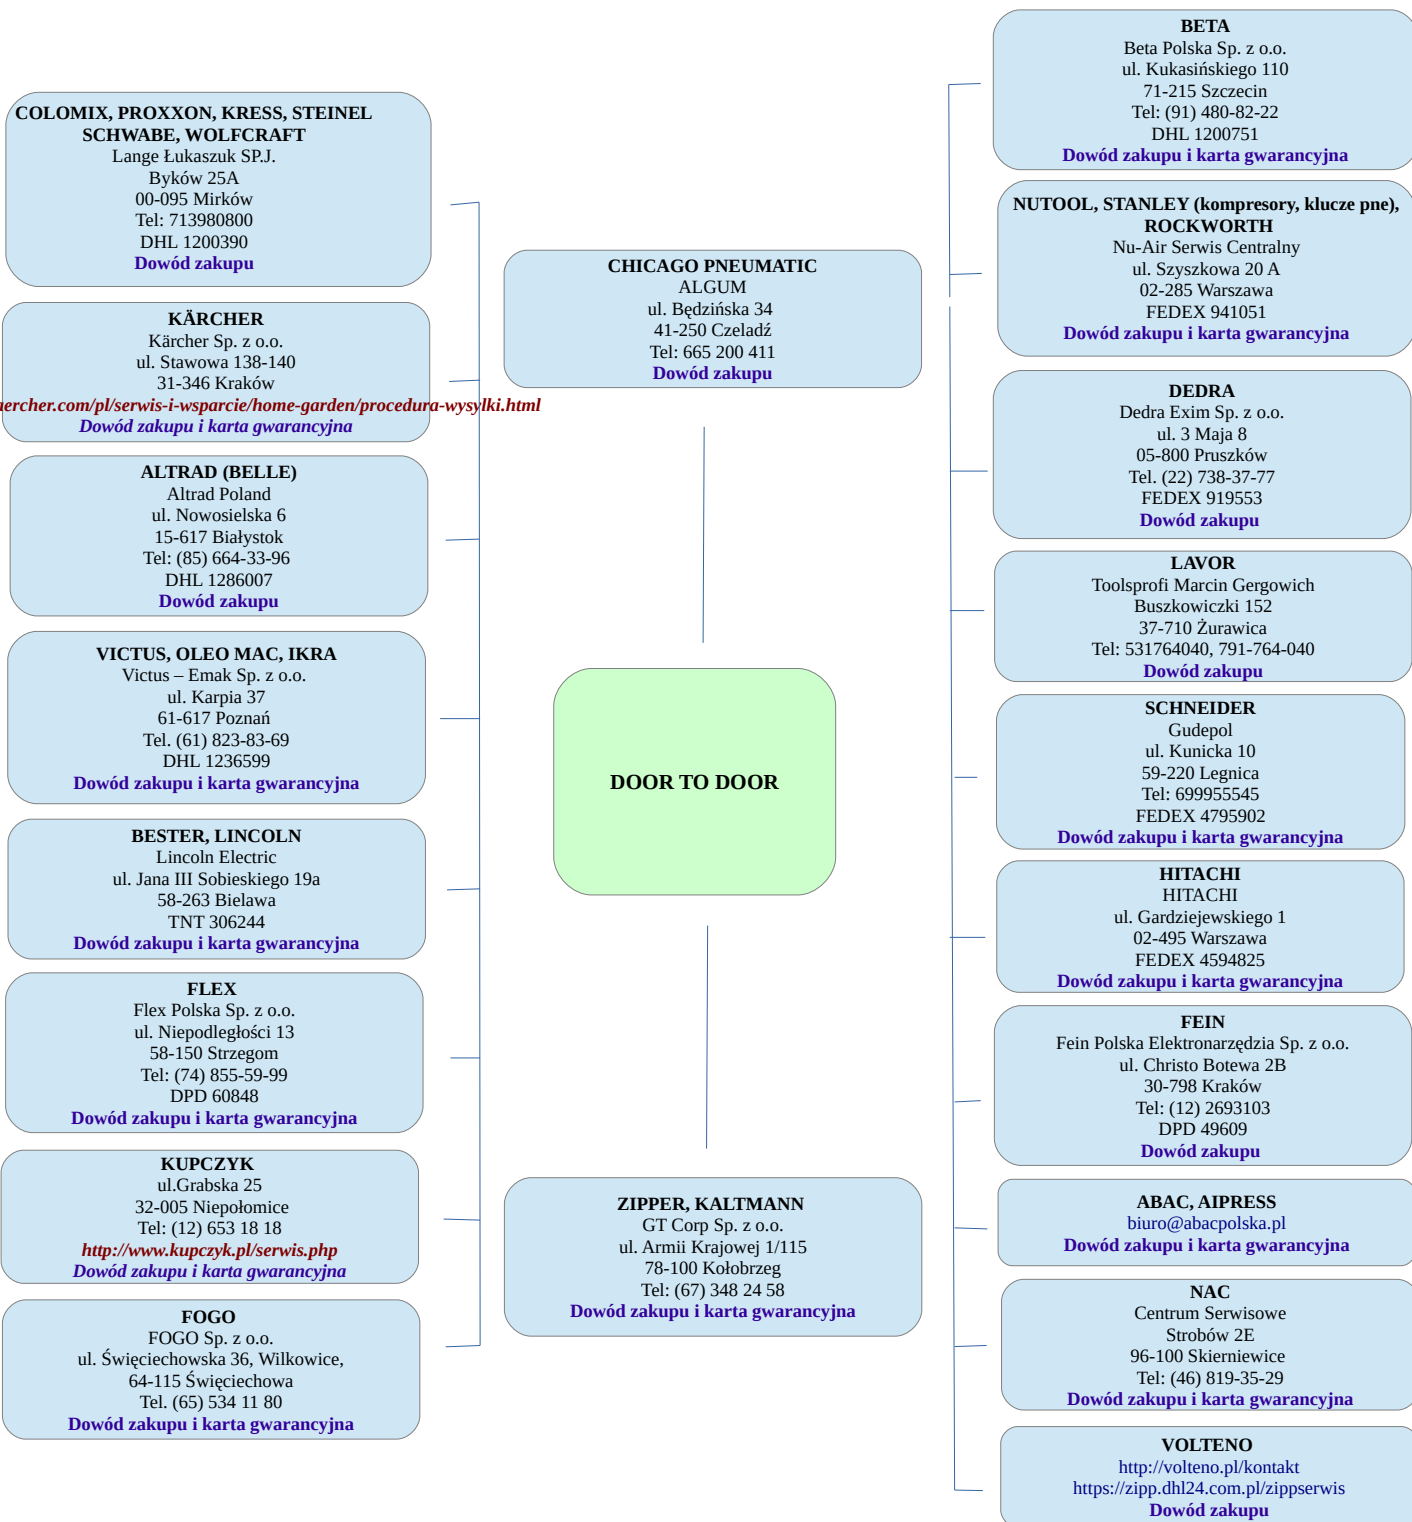 COLOMIX, PROXXON, KRESS, STEINEL
SCHWABE, WOLFCRAFT
Lange Łukaszuk SP.J.
Byków 25A
00-095 Mirków
Tel: 713980800
DHL 1200390
Dowód zakupu
KÄRCHER
Kärcher Sp. z o.o.
ul. Stawowa 138-140
31-346 Kraków
aercher.com/pl/serwis-i-wsparcie/home-garden/procedura-wysylki.html
Dowód zakupu i karta gwarancyjna
ALTRAD (BELLE)
Altrad Poland
ul. Nowosielska 6
15-617 Białystok
Tel: (85) 664-33-96
DHL 1286007
Dowód zakupu
VICTUS, OLEO MAC, IKRA
Victus – Emak Sp. z o.o.
ul. Karpia 37
61-617 Poznań
Tel. (61) 823-83-69
DHL 1236599
Dowód zakupu i karta gwarancyjna
BESTER, LINCOLN
Lincoln Electric
ul. Jana III Sobieskiego 19a
58-263 Bielawa
TNT 306244
Dowód zakupu i karta gwarancyjna
FLEX
Flex Polska Sp. z o.o.
ul. Niepodległości 13
58-150 Strzegom
Tel: (74) 855-59-99
DPD 60848
Dowód zakupu i karta gwarancyjna
KUPCZYK
ul.Grabska 25
32-005 Niepołomice
Tel: (12) 653 18 18
http://www.kupczyk.pl/serwis.php
Dowód zakupu i karta gwarancyjna
FOGO
FOGO Sp. z o.o.
ul. Święciechowska 36, Wilkowice,
64-115 Święciechowa
Tel. (65) 534 11 80
Dowód zakupu i karta gwarancyjna
CHICAGO PNEUMATIC
ALGUM
ul. Będzińska 34
41-250 Czeladź
Tel: 665 200 411
Dowód zakupu
DOOR TO DOOR
ZIPPER, KALTMANN
GT Corp Sp. z o.o.
ul. Armii Krajowej 1/115
78-100 Kołobrzeg
Tel: (67) 348 24 58
Dowód zakupu i karta gwarancyjna
BETA
Beta Polska Sp. z o.o.
ul. Kukasińskiego 110
71-215 Szczecin
Tel: (91) 480-82-22
DHL 1200751
Dowód zakupu i karta gwarancyjna
NUTOOL, STANLEY (kompresory, klucze pne),
ROCKWORTH
Nu-Air Serwis Centralny
ul. Szyszkowa 20 A
02-285 Warszawa
FEDEX 941051
Dowód zakupu i karta gwarancyjna
DEDRA
Dedra Exim Sp. z o.o.
ul. 3 Maja 8
05-800 Pruszków
Tel. (22) 738-37-77
FEDEX 919553
Dowód zakupu
LAVOR
Toolsprofi Marcin Gergowich
Buszkowiczki 152
37-710 Żurawica
Tel: 531764040, 791-764-040
Dowód zakupu
SCHNEIDER
Gudepol
ul. Kunicka 10
59-220 Legnica
Tel: 699955545
FEDEX 4795902
Dowód zakupu i karta gwarancyjna
HITACHI
HITACHI
ul. Gardziejewskiego 1
02-495 Warszawa
FEDEX 4594825
Dowód zakupu i karta gwarancyjna
FEIN
Fein Polska Elektronarzędzia Sp. z o.o.
ul. Christo Botewa 2B
30-798 Kraków
Tel: (12) 2693103
DPD 49609
Dowód zakupu
ABAC, AIPRESS
biuro@abacpolska.pl
Dowód zakupu i karta gwarancyjna
NAC
Centrum Serwisowe
Strobów 2E
96-100 Skierniewice
Tel: (46) 819-35-29
Dowód zakupu i karta gwarancyjna
VOLTENO
http://volteno.pl/kontakt
https://zipp.dhl24.com.pl/zippserwis
Dowód zakupu